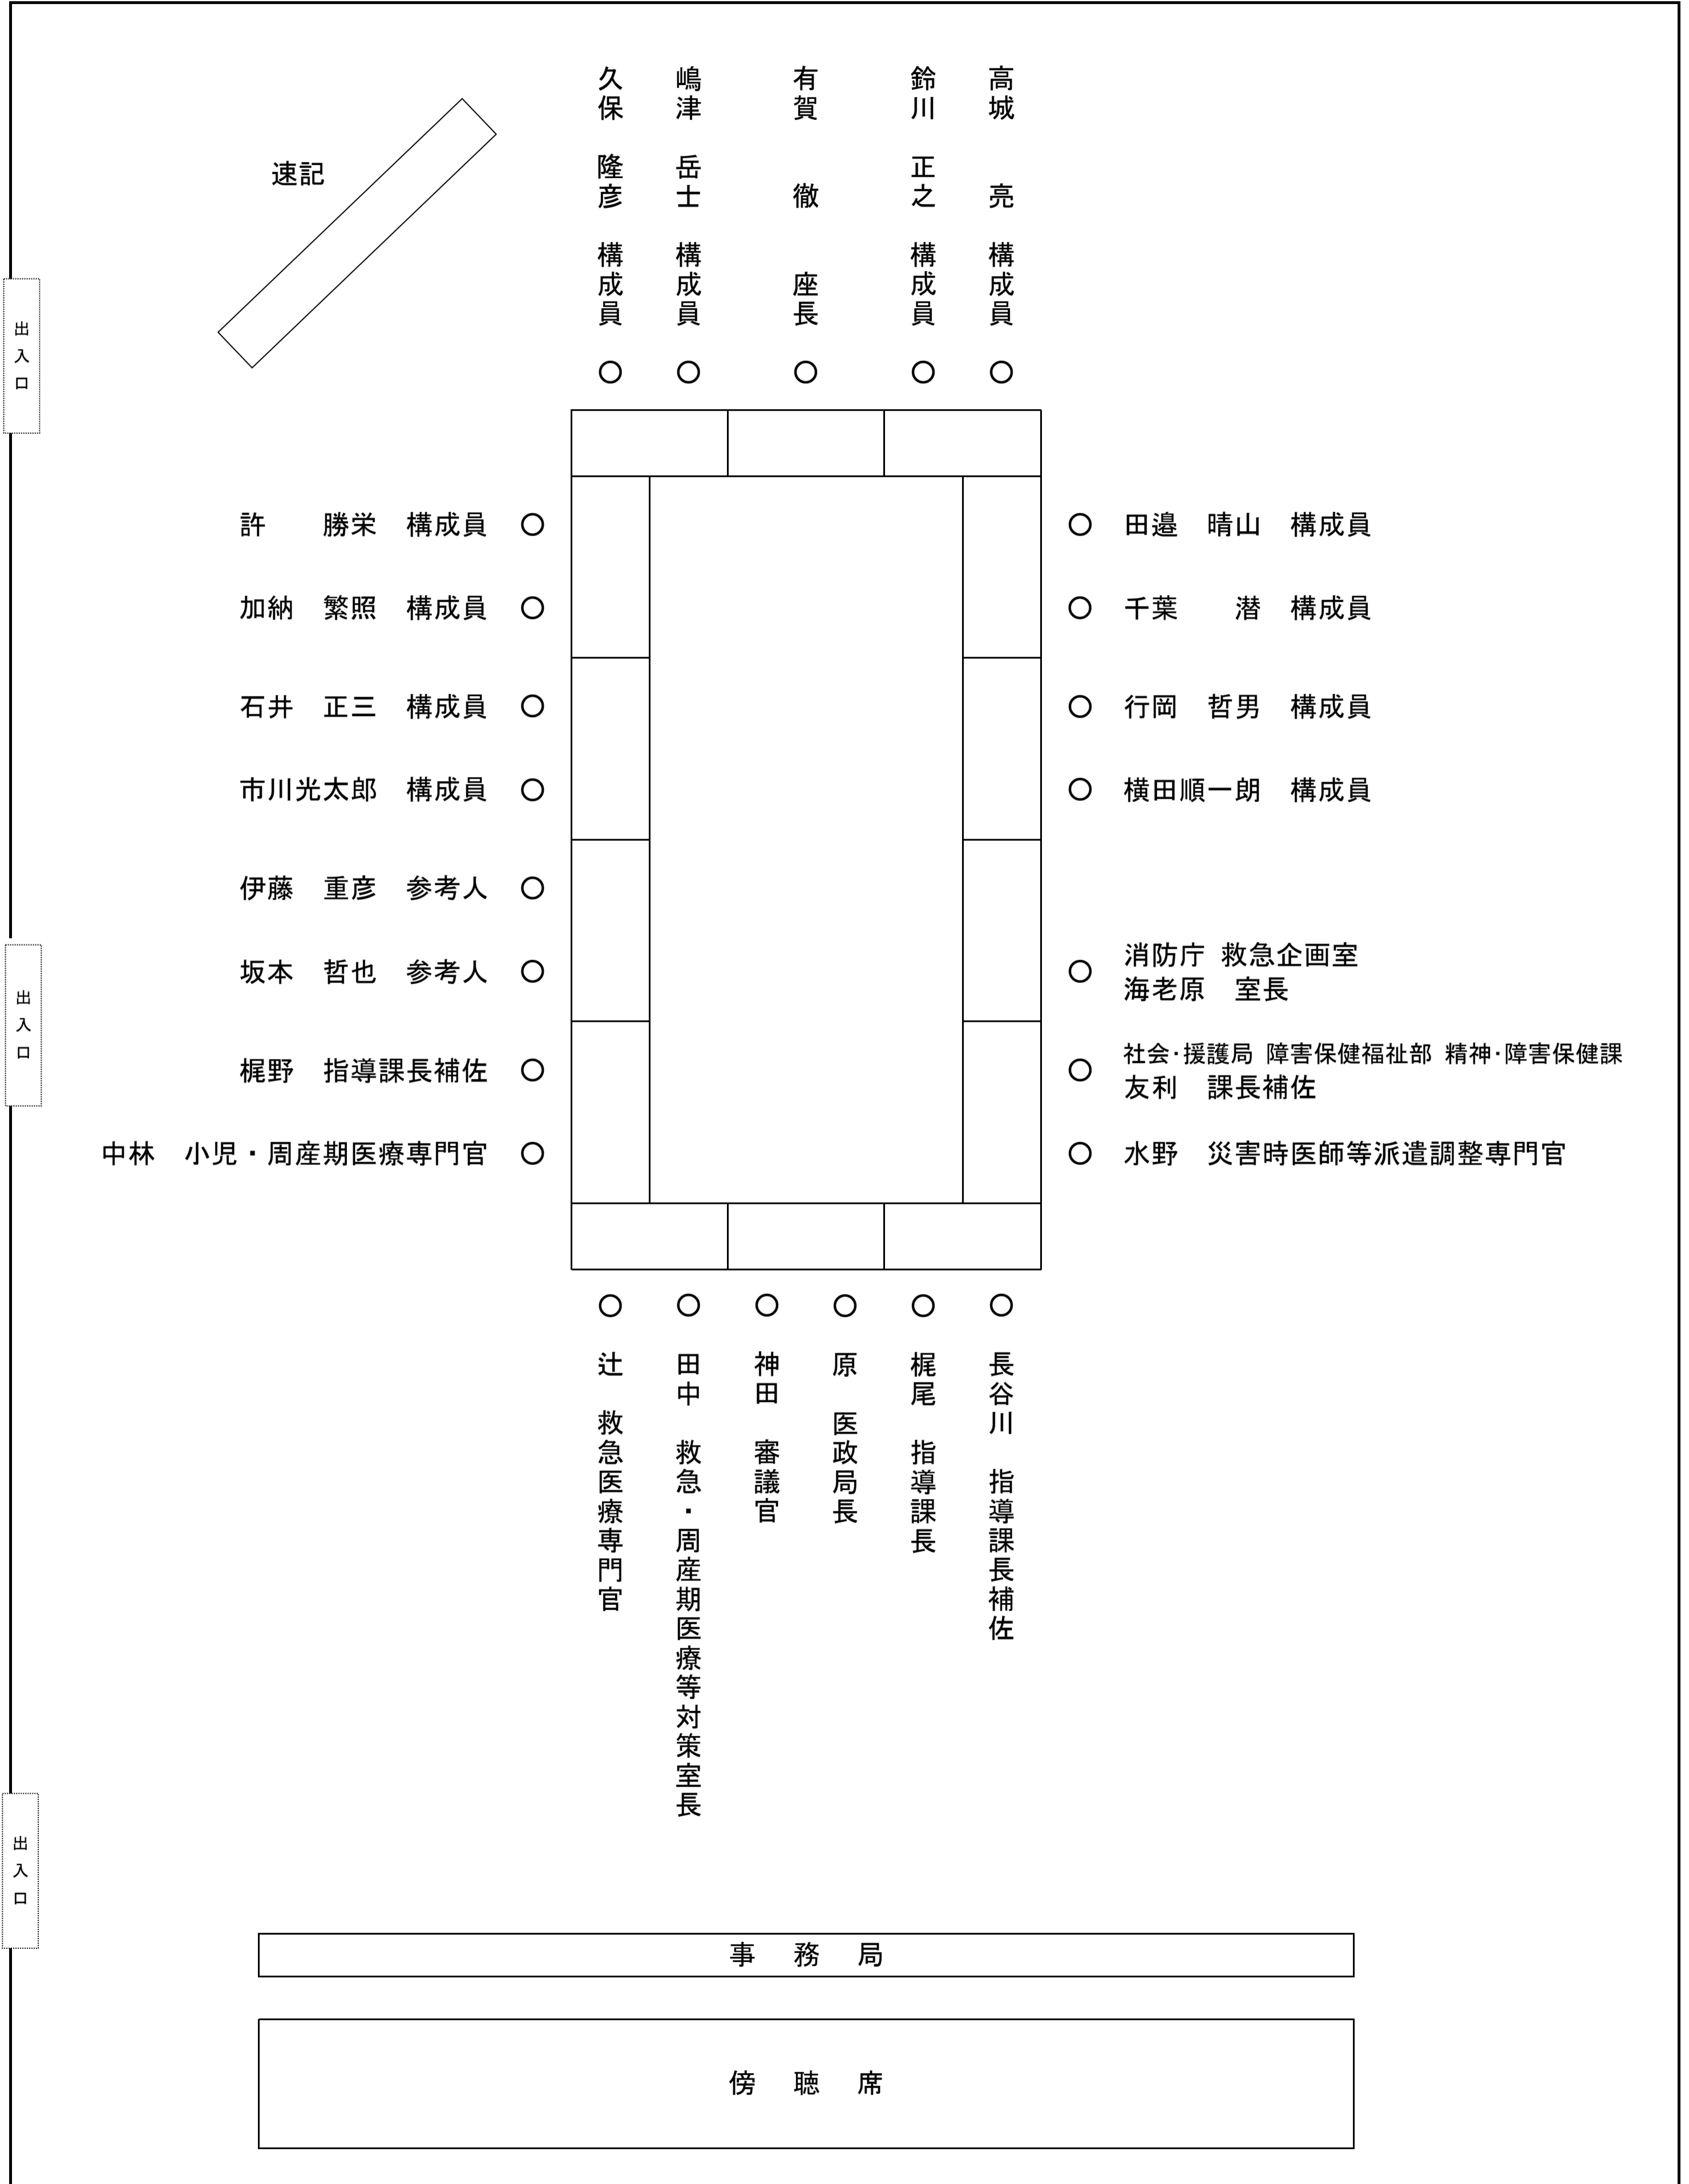 久保　隆彦　構成員
嶋津　岳士　構成員
有賀　　徹　　座長
鈴川　正之　構成員
高城　　亮　構成員
速記
出入口
許　　勝栄　構成員
加納　繁照　構成員
石井　正三　構成員
市川光太郎　構成員
伊藤　重彦　参考人
坂本　哲也　参考人
梶野　指導課長補佐
中林　小児・周産期医療専門官
田邉　晴山　構成員
千葉　　潜　構成員
行岡　哲男　構成員
横田順一朗　構成員
消防庁 救急企画室
海老原　室長
社会・援護局 障害保健福祉部 精神・障害保健課
友利　課長補佐
水野　災害時医師等派遣調整専門官
出入口
辻　救急医療専門官
田中　救急・周産期医療等対策室長
神田　審議官
原　医政局長
梶尾　指導課長
長谷川　指導課長補佐
出入口
事　務　局
傍　聴　席